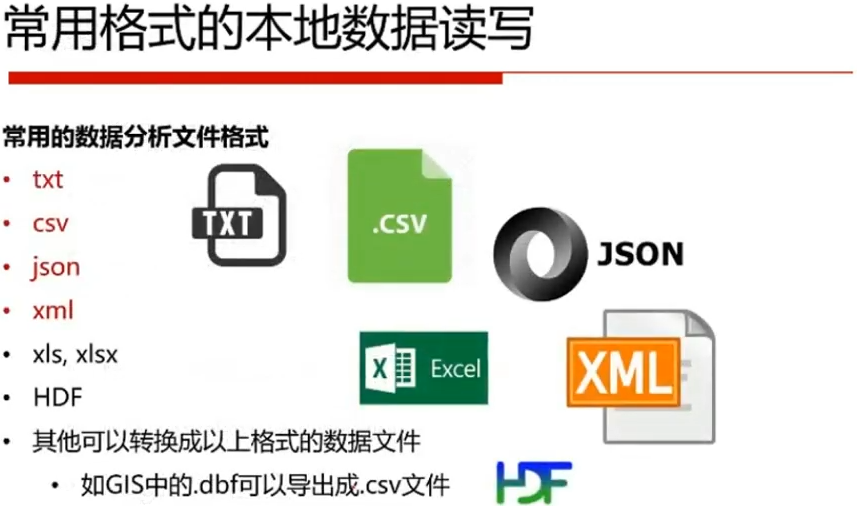 常用格式的本地数据读写
常用的数据分析文件格式
• txt
• csv
• json
• xml
• xls, xlsx
• HDF
• 其他可以转换成以上格式的数据文件
• 如GIS中的.dbf可以导出成.csv文件
TXT
.CSV
JSON
Excel
XML
HDF